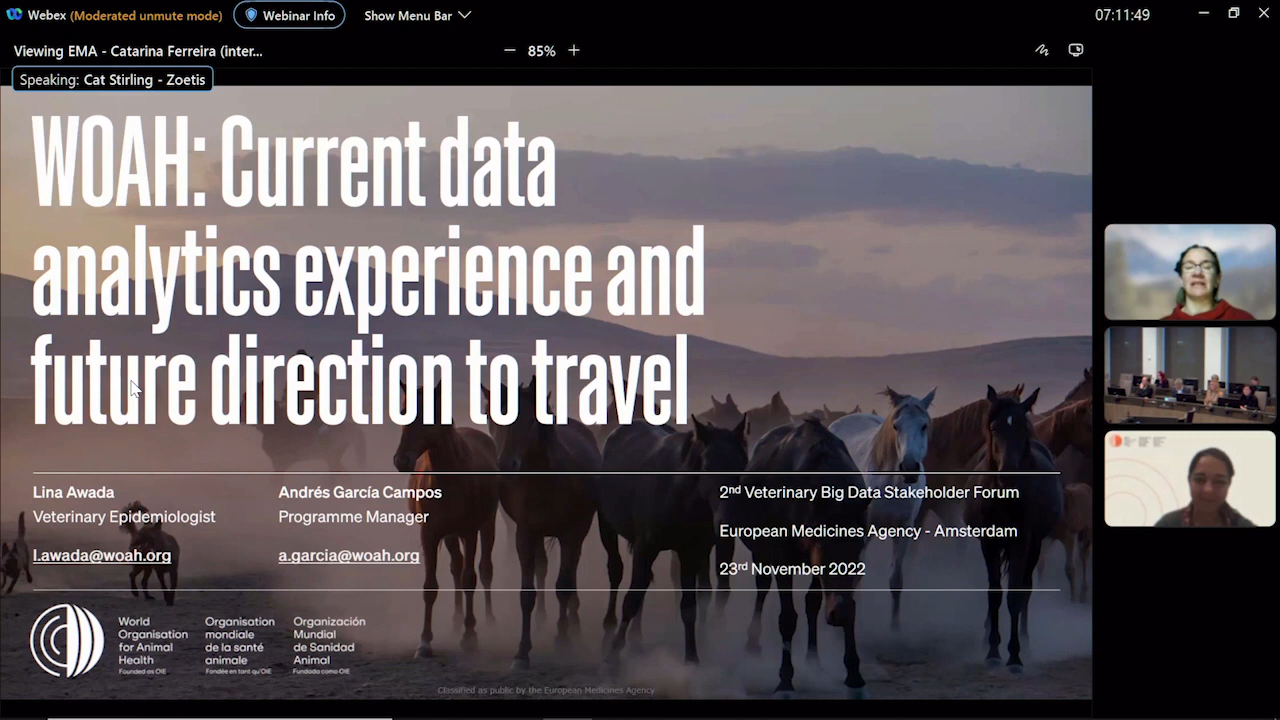 Webex (Moderated unmute mode) Webinar Info Show Menu Bar 07:11:49
Viewing EMA - Catarina Ferreira (inter... 85%
Speaking: Cat Stirling - Zoetis
WOAH: Current data
analytics experience and
future direction to travel
Lina Awada
Veterinary Epidemiologist
l.awada@woah.org
Andrés García Campos
Programme Manager
a.garcia@woah.org
2nd Veterinary Big Data Stakeholder Forum
European Medicines Agency - Amsterdam
23rd November 2022
World
Organisation
for Animal
Health
Founded as OIE
Organisation
mondiale
de la santé
animale
Fondée en tant qu'OIE
Organización
Mundial
de Sanidad
Animal
Fundada como OIE
Classified as public by the European Medicines Agency